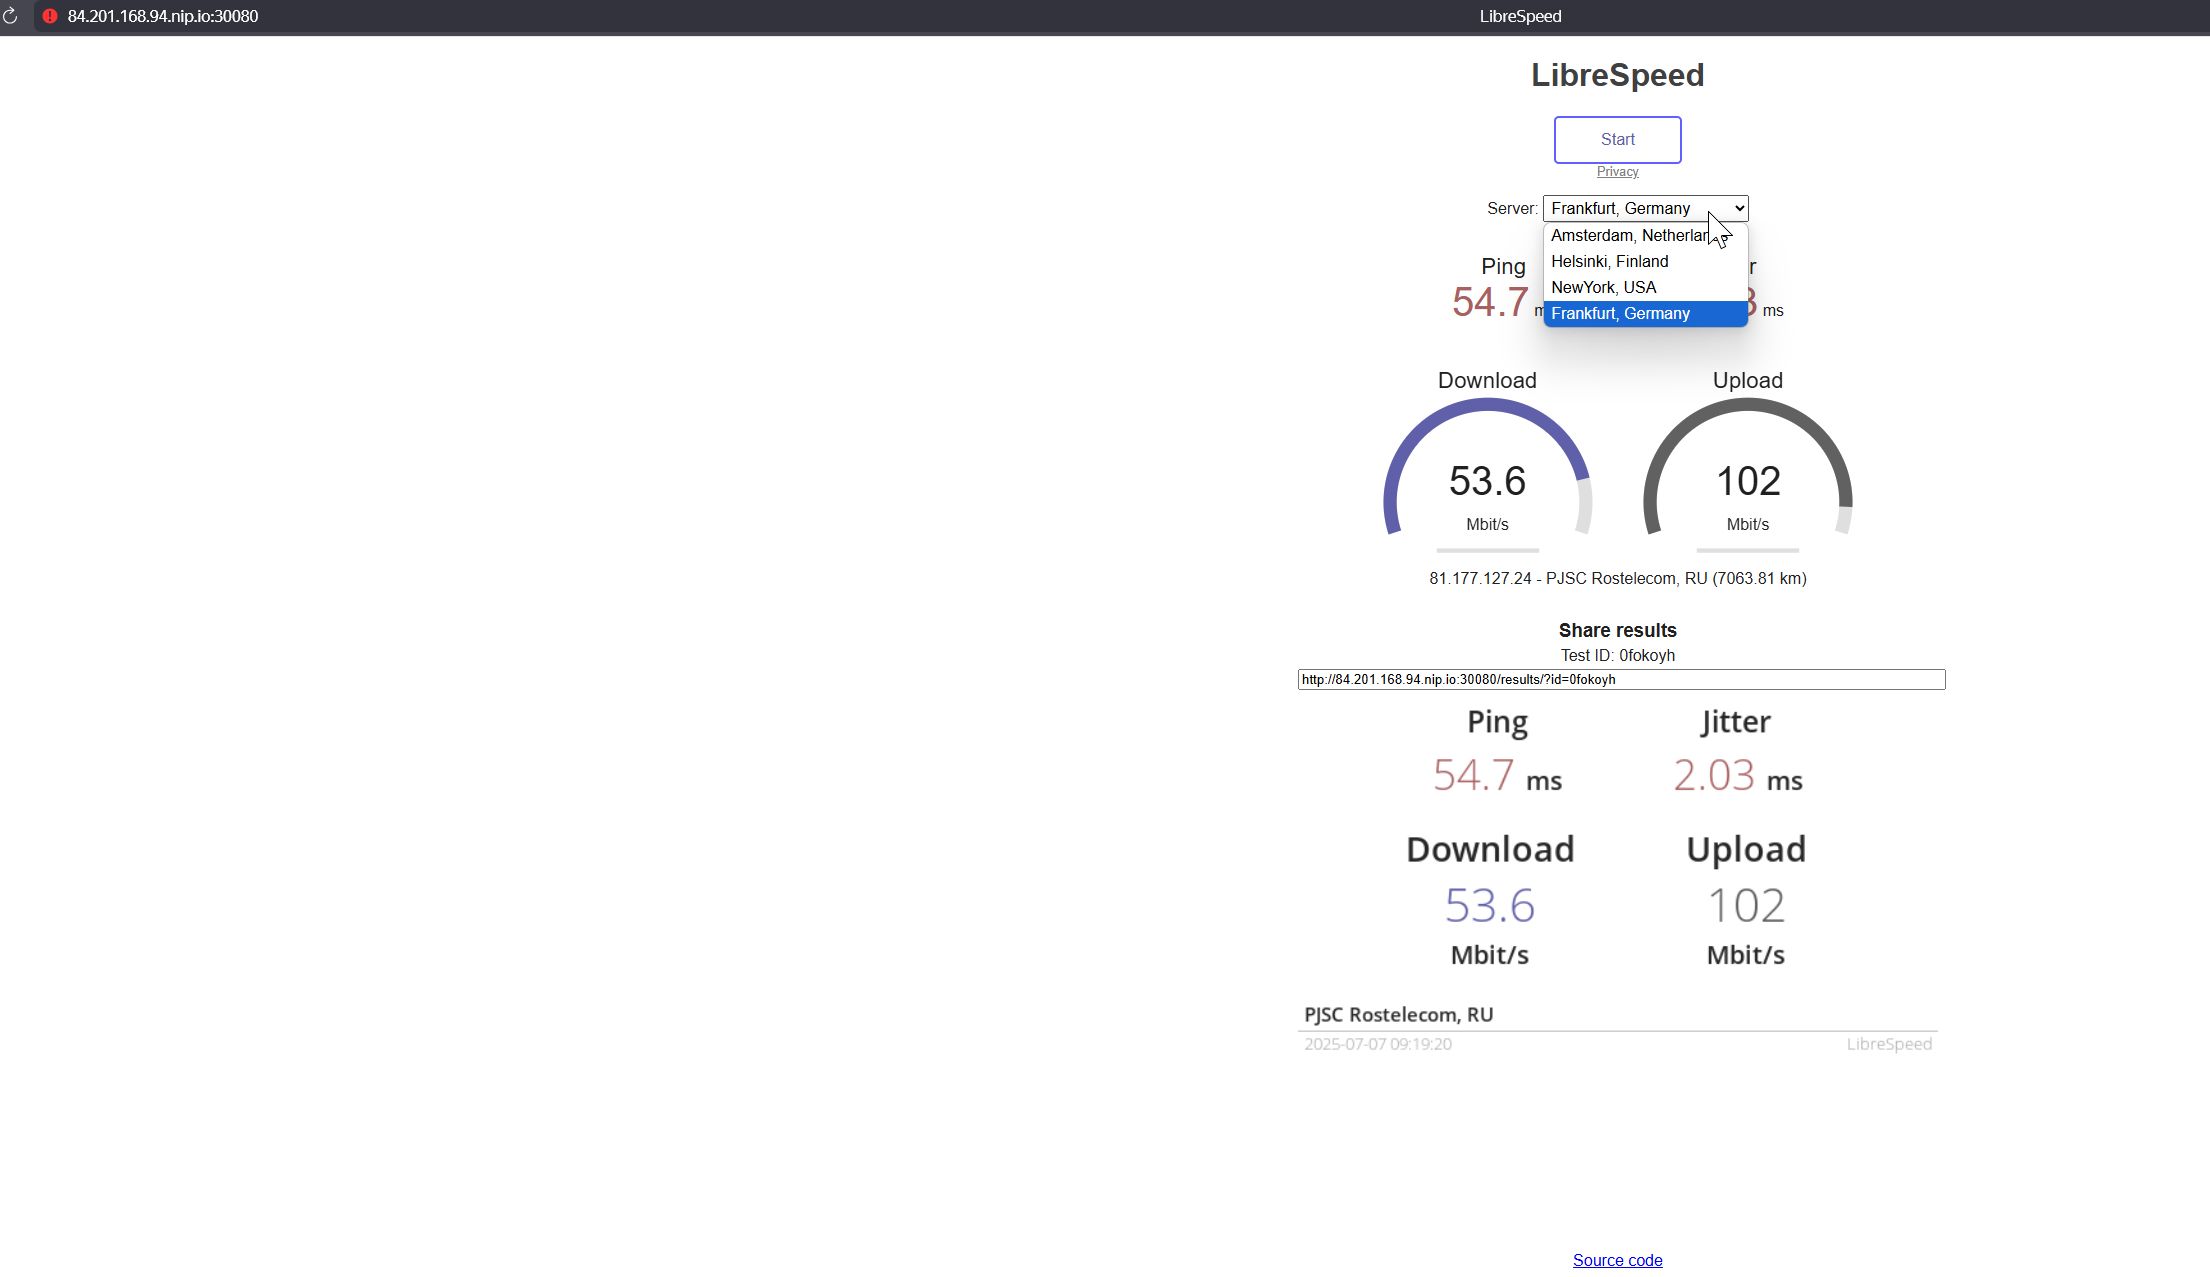 84.201.168.94.nip.io:30080 LibreSpeed
LibreSpeed
Start
Privacy
Server: Frankfurt, Germany
Amsterdam,
Helsinki, Finland
NewYork, USA
Frankfurt, Germany
Ping
54.7 ms
Download Upload
53.6 102
Mbit/s Mbit/s
81.177.127.24 - PJSC Rostelecom, RU (7063.81 km)
Share results
Test ID: 0fokoyh
http://84.201.168.94.nip.io:30080/results/?id=0fokoyh
Ping Jitter
54.7 ms 2.03 ms
Download Upload
53.6 102
Mbit/s Mbit/s
PJSC Rostelecom, RU
2025-07-07 09:19:20 LibreSpeed
Source code